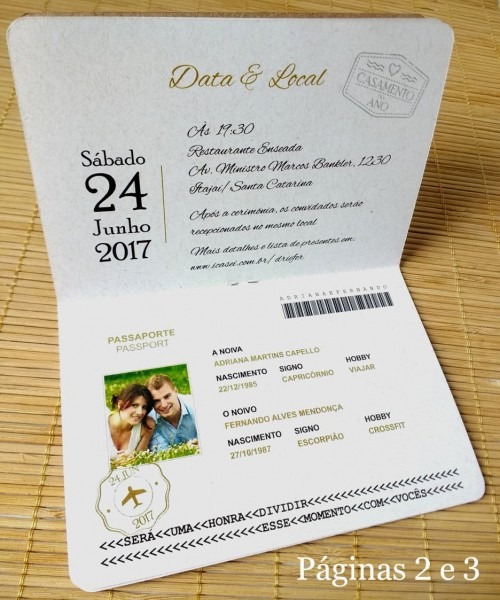 Data & Local
CASAMENTO
DO
ANO
Sábado
24
Junho
2017
Ás 19:30
Restaurante Enseada
Av. Ministro Marcos Bankler, 1230
Itajaí/ Santa Catarina
Após a cerimônia, os convidados serão
recepcionados no mesmo local
Mais detalhes e lista de presentes em:
www.icasei.com.br/driefer
ADRIANAEFERNANDO
PASSAPORTE
PASSPORT
A NOIVA
ADRIANA MARTINS CAPELLO
NASCIMENTO SIGNO HOBBY
22/12/1985 CAPRICÓRNIO VIAJAR
O NOIVO
FERNANDO ALVES MENDONÇA
NASCIMENTO SIGNO HOBBY
27/10/1987 ESCORPIÃO CROSSFIT
24 JUN
2017
<<<SERÁ<<UMA<<HONRA<<DIVIDIR<<<<<<<<<<<<<<<<<<<<<<
<<<<<<<<<<<<<<<<<<<<<<ESSE<<MOMENTO<<COM<<VOCÊS<<<<<
Páginas 2 e 3